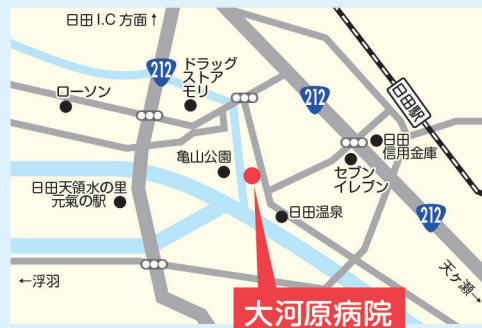 日田I.C方面↑
212
ドラッグ
ストア
モリ
ローソン
212
日田駅
日田
信用金庫
亀山公園
セブン
イレブン
日田天領水の里
元氣の駅
日田温泉
212
←浮羽
天ヶ瀬→
大河原病院